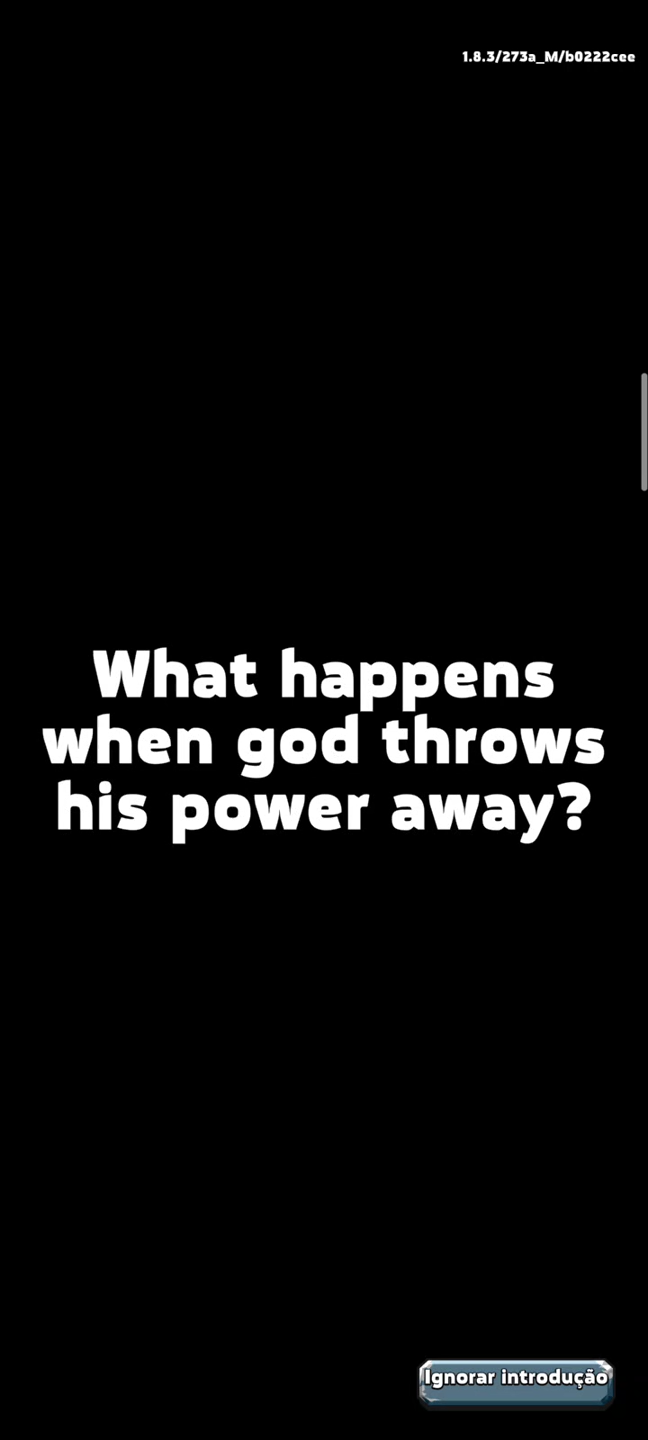 1.8.3/273a_M/b0222cee
What happens
when god throws
his power away?
Ignorar introdução